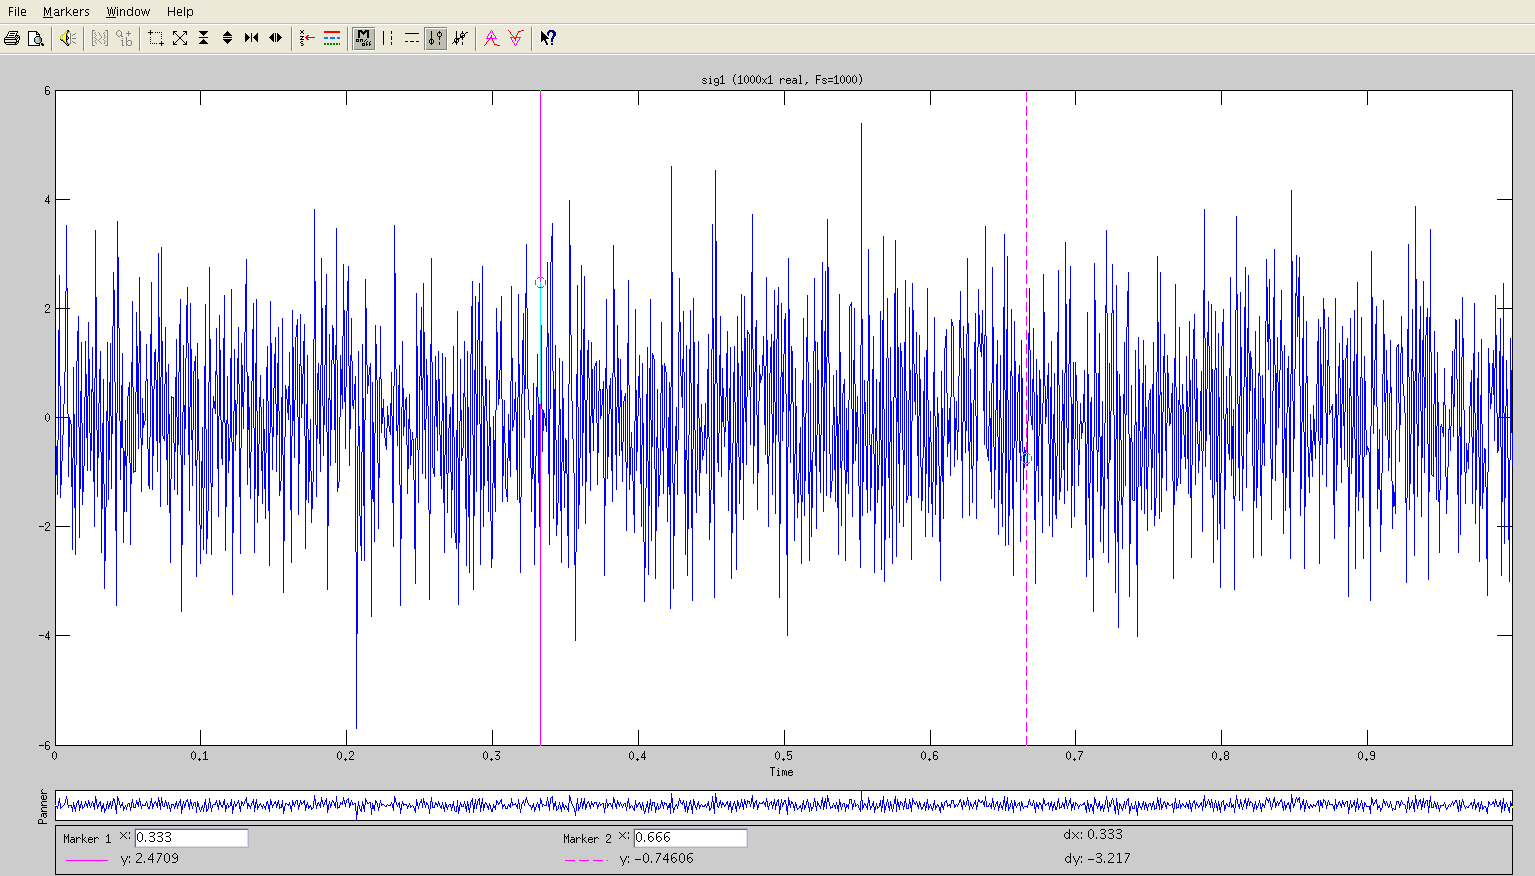 File Markers Window Help
M
on/off
sig1 (1000x1 real, Fs=1000)
6
4
2
0
-2
-4
-6
0 0.1 0.2 0.3 0.4 0.5 0.6 0.7 0.8 0.9
Time
Panner
Marker 1 x: 0.333 Marker 2 x: 0.666 dx: 0.333
y: 2.4709 y: -0.74606 dy: -3.217